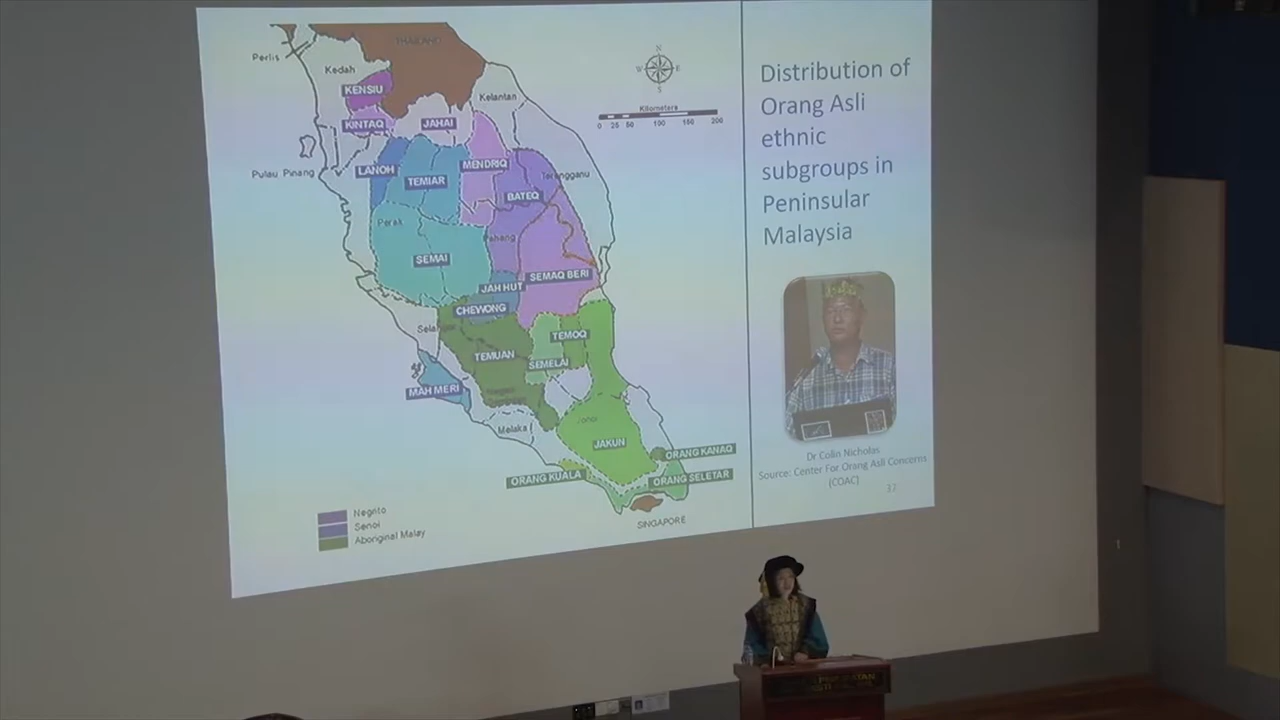 THAILAND
Perlis
Kedah
KENSIU
Kelantan
N
W
E
S
Kilometers
0 25 50 100 150 200
KINTAQ
JAHAI
Pulau Pinang
LANOH
TEMIAR
MENDRIQ
Terengganu
BATEQ
Perak
Pahang
SEMAI
SEMAQ BERI
JAH HUT
CHEWONG
TEMOQ
TEMUAN
SEMELAI
MAH MERI
Melaka
Johor
JAKUN
ORANG KANAQ
ORANG KUALA
ORANG SELETAR
SINGAPORE
Negrito
Senoi
Aboriginal Malay
Distribution of
Orang Asli
ethnic
subgroups in
Peninsular
Malaysia
Dr Colin Nicholas
Source: Center For Orang Asli Concerns
(COAC)
37